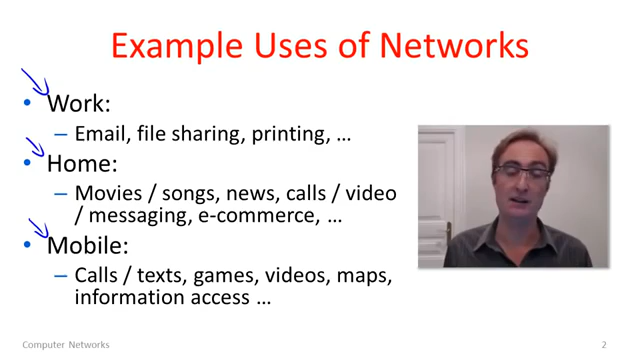 Example Uses of Networks
• Work:
– Email, file sharing, printing, …
• Home:
– Movies / songs, news, calls / video
/ messaging, e-commerce, …
• Mobile:
– Calls / texts, games, videos, maps,
information access …
Computer Networks
2